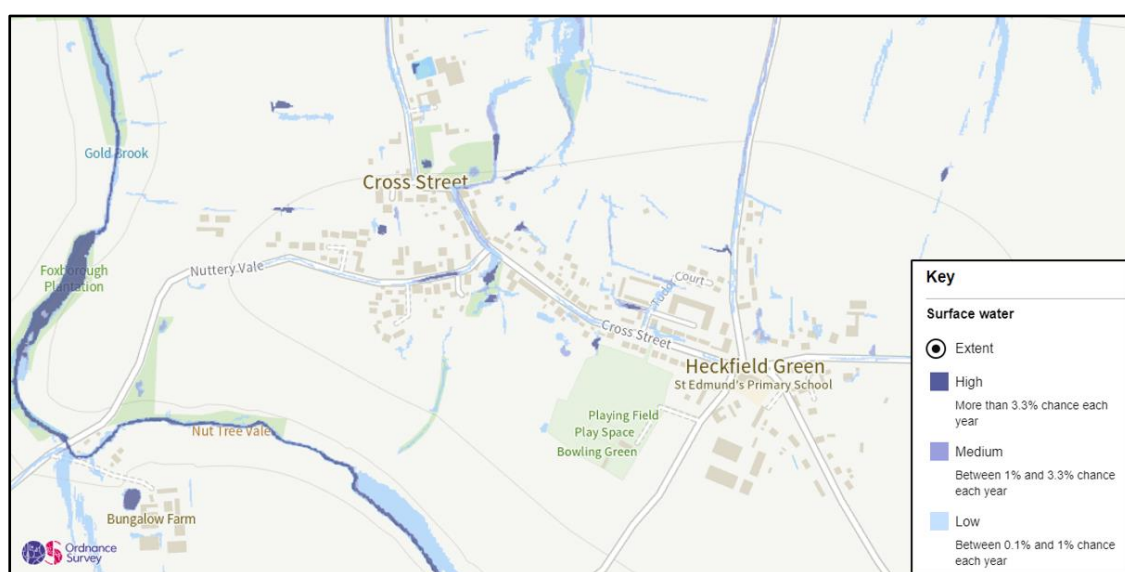 Gold Brook
Cross Street
Foxborough
Plantation
Nuttery Vale
Court
Todd
Cross Street
Heckfield Green
St Edmund's Primary School
Playing Field
Play Space
Bowling Green
Nut Tree Vale
Bungalow Farm
Ordnance
Survey
Key
Surface water
Extent
High
More than 3.3% chance each
year
Medium
Between 1% and 3.3% chance
each year
Low
Between 0.1% and 1% chance
each year